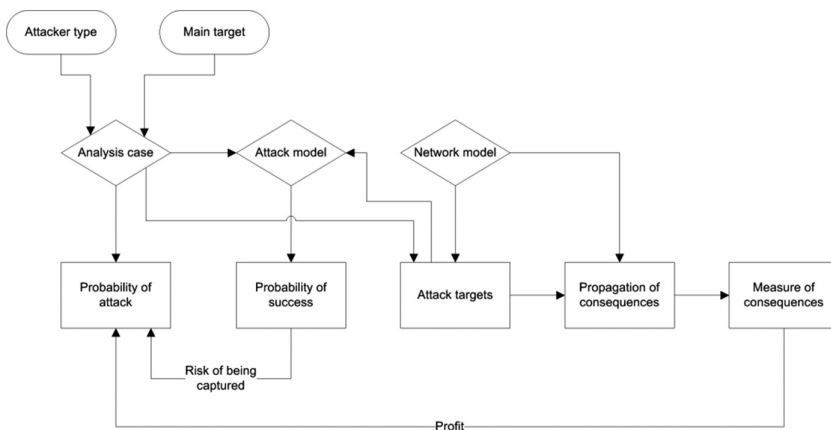 Attacker type
Main target
Analysis case
Attack model
Network model
Probability of
attack
Probability of
success
Attack targets
Propagation of
consequences
Measure of
consequences
Risk of being
captured
Profit